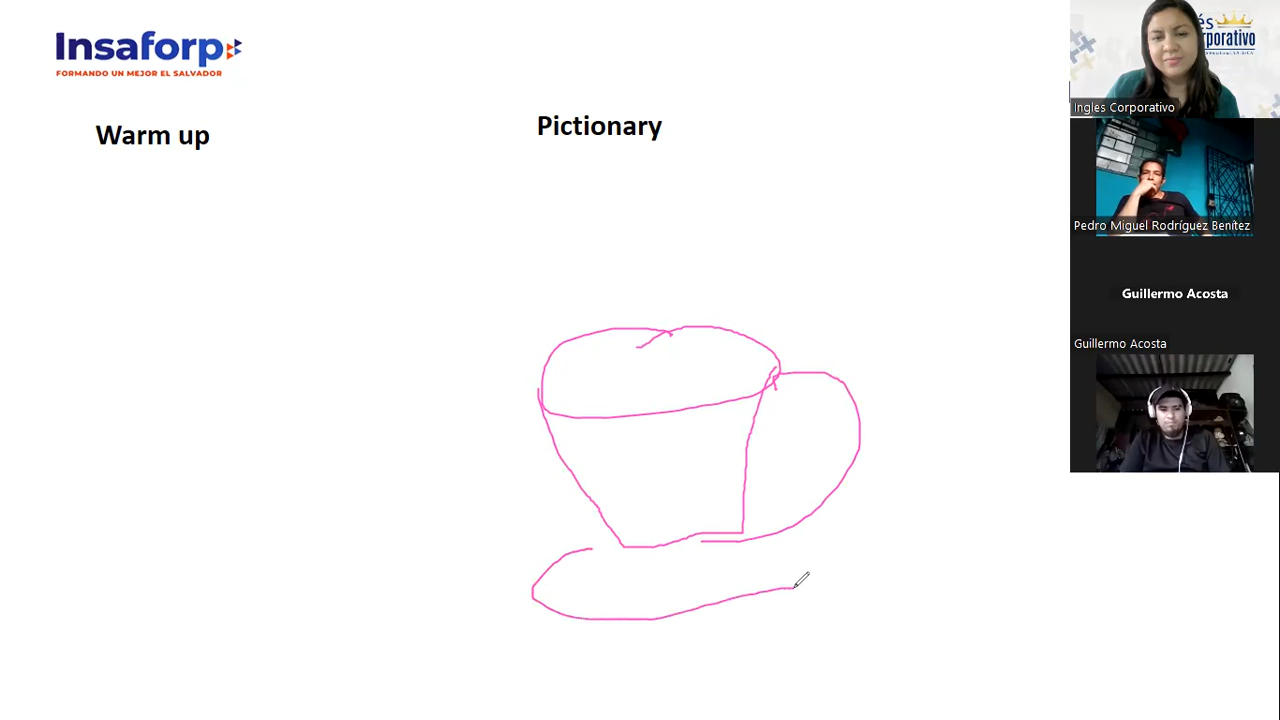 Insaforp
FORMANDO UN MEJOR EL SALVADOR
Warm up
Pictionary
Ingles Corporativo
Pedro Miguel Rodríguez Benítez
Guillermo Acosta
Guillermo Acosta